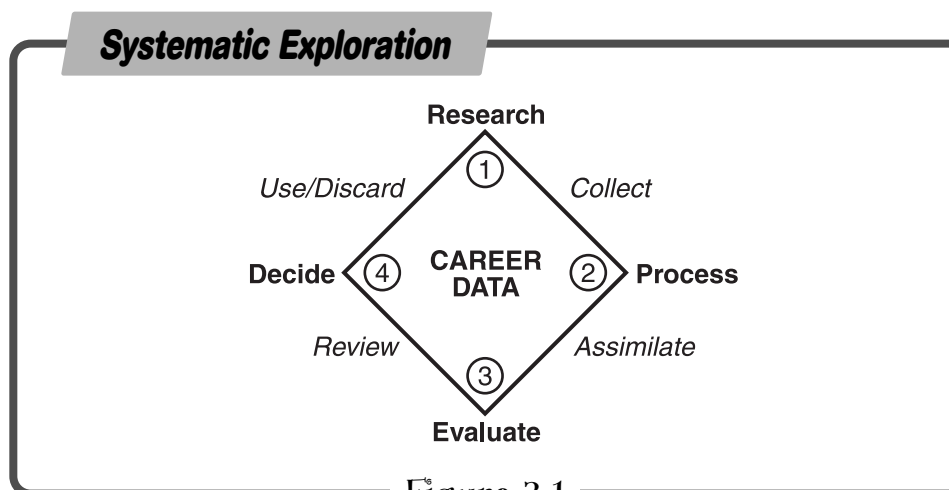 Systematic Exploration
Research
1
Use/Discard
Collect
Decide
4
CAREER
DATA
2
Process
Review
Assimilate
3
Evaluate